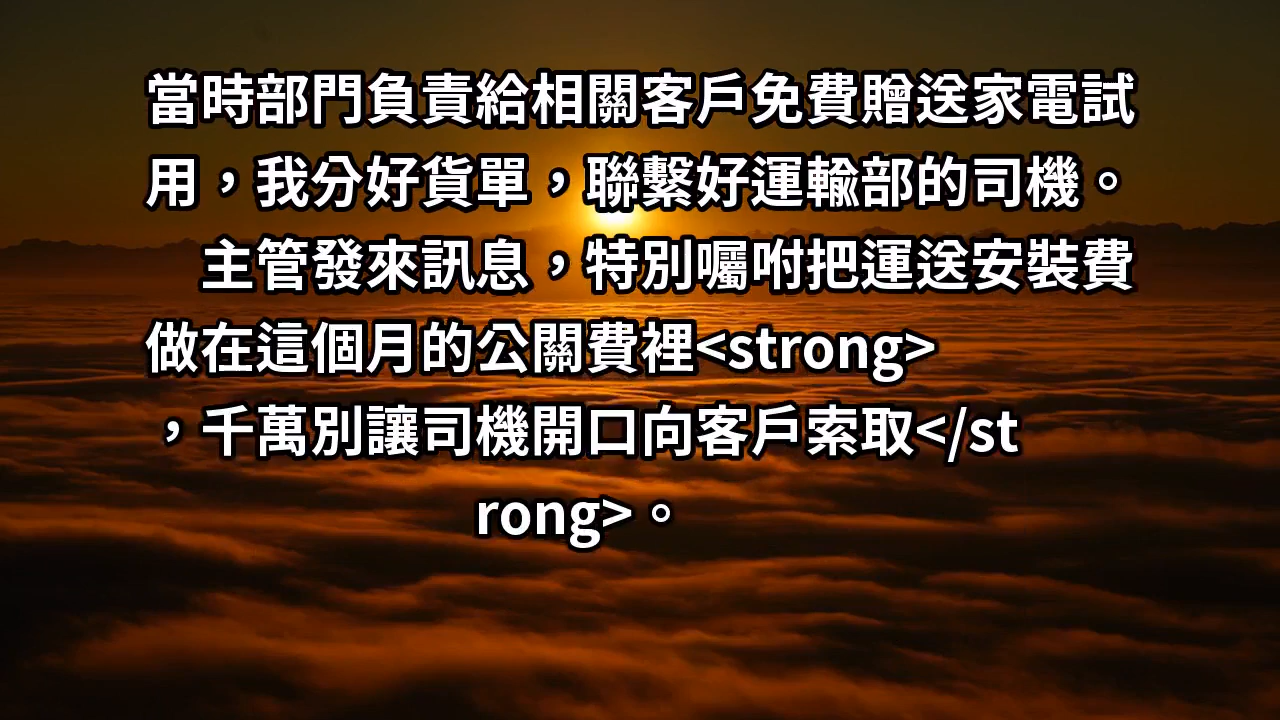 當時部門負責給相關客戶免費贈送家電試
用，我分好貨單，聯繫好運輸部的司機。
主管發來訊息，特別囑咐把運送安裝費
做在這個月的公關費裡<strong>
，千萬別讓司機開口向客戶索取</st
rong>。